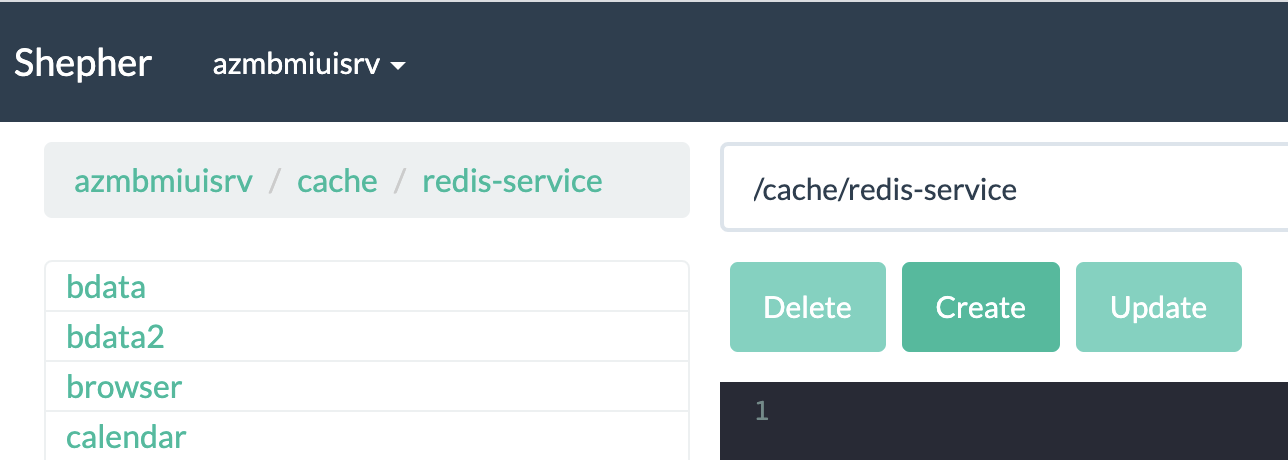 Shepher azmbmiuisrv
azmbmiuisrv / cache / redis-service
/cache/redis-service
bdata
bdata2
browser
calendar
Delete Create Update
1